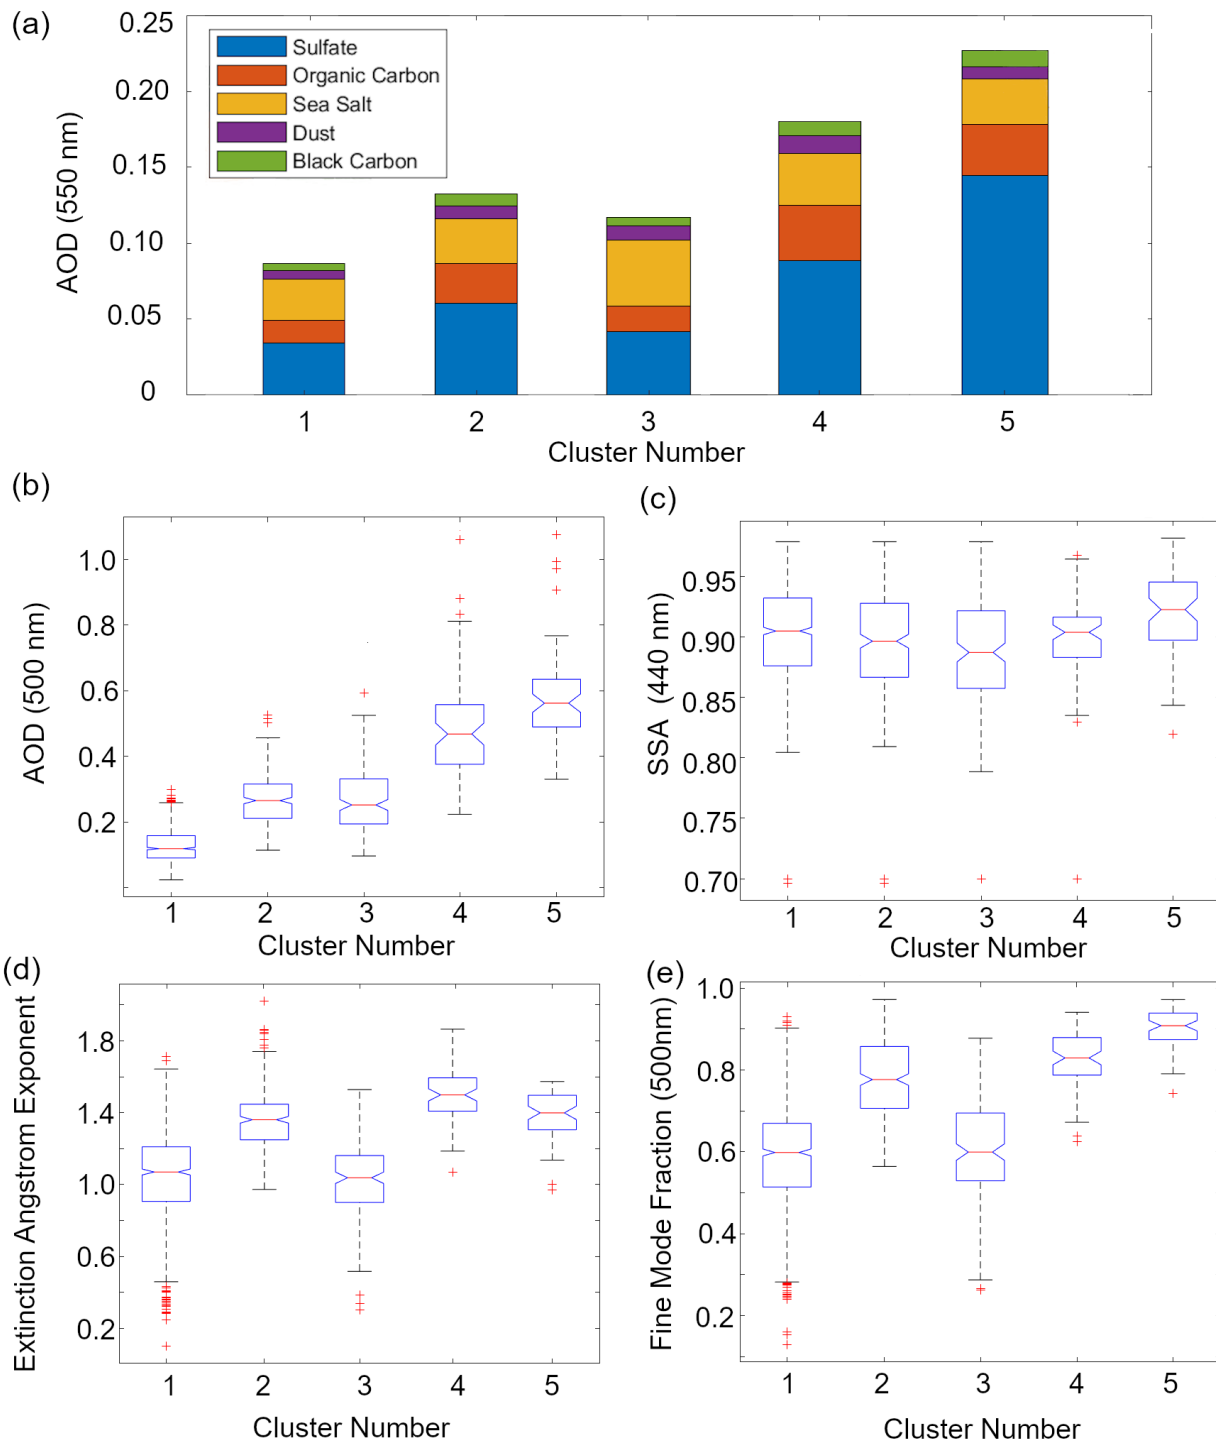 (a)
AOD (550 nm)
0.25
0.20
0.15
0.10
0.05
0
Sulfate
Organic Carbon
Sea Salt
Dust
Black Carbon
1 2 3 4 5
Cluster Number
(b)
AOD (500 nm)
1.0
0.8
0.6
0.4
0.2
1 2 3 4 5
Cluster Number
(c)
SSA (440 nm)
0.95
0.90
0.85
0.80
0.75
0.70
1 2 3 4 5
Cluster Number
(d)
Extinction Angstrom Exponent
1.8
1.4
1.0
0.6
0.2
1 2 3 4 5
Cluster Number
(e)
Fine Mode Fraction (500nm)
1.0
0.8
0.6
0.4
0.2
1 2 3 4 5
Cluster Number